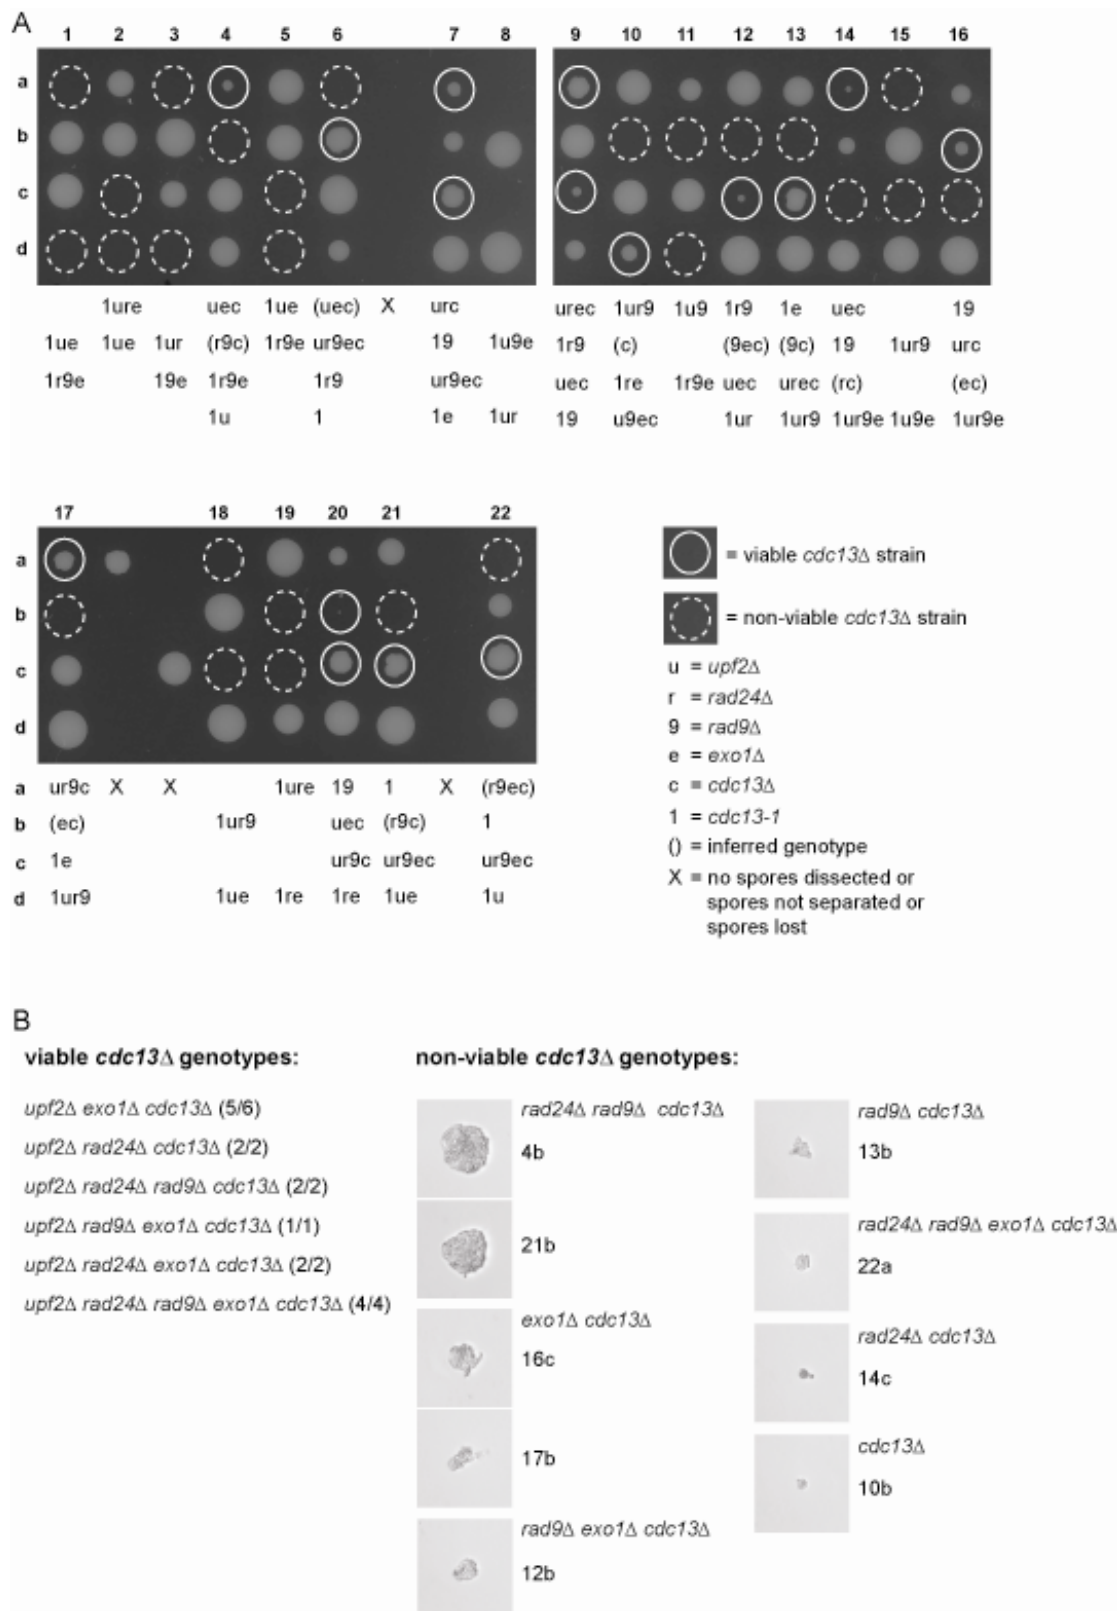 A
1 2 3 4 5 6 7 8 9 10 11 12 13 14 15 16
a
b
c
d
1ure uec 1ue (uec) X urc urec 1ur9 1u9 1r9 1e uec 19
1ue 1ue 1ur (r9c) 1r9e ur9ec 19 1u9e 1r9 (c) (9ec) (9c) 19 1ur9 urc
1r9e 19e 1r9e 1r9 ur9ec uec 1re 1r9e uec urec (rc) (ec)
1u 1 1e 1ur 19 u9ec 1ur 1ur9 1ur9e 1u9e 1ur9e
17 18 19 20 21 22
a
b
c
d
a ur9c X X 1ure 19 1 X (r9ec)
b (ec) 1ur9 uec (r9c) 1
c 1e ur9c ur9ec ur9ec
d 1ur9 1ue 1re 1re 1ue 1u
= viable cdc13Δ strain
= non-viable cdc13Δ strain
u = upf2Δ
r = rad24Δ
9 = rad9Δ
e = exo1Δ
c = cdc13Δ
1 = cdc13-1
() = inferred genotype
X = no spores dissected or
spores not separated or
spores lost
B
viable cdc13Δ genotypes:
upf2Δ exo1Δ cdc13Δ (5/6)
upf2Δ rad24Δ cdc13Δ (2/2)
upf2Δ rad24Δ rad9Δ cdc13Δ (2/2)
upf2Δ rad9Δ exo1Δ cdc13Δ (1/1)
upf2Δ rad24Δ exo1Δ cdc13Δ (2/2)
upf2Δ rad24Δ rad9Δ exo1Δ cdc13Δ (4/4)
non-viable cdc13Δ genotypes:
rad24Δ rad9Δ cdc13Δ
4b
21b
exo1Δ cdc13Δ
16c
17b
rad9Δ exo1Δ cdc13Δ
12b
rad9Δ cdc13Δ
13b
rad24Δ rad9Δ exo1Δ cdc13Δ
22a
rad24Δ cdc13Δ
14c
cdc13Δ
10b